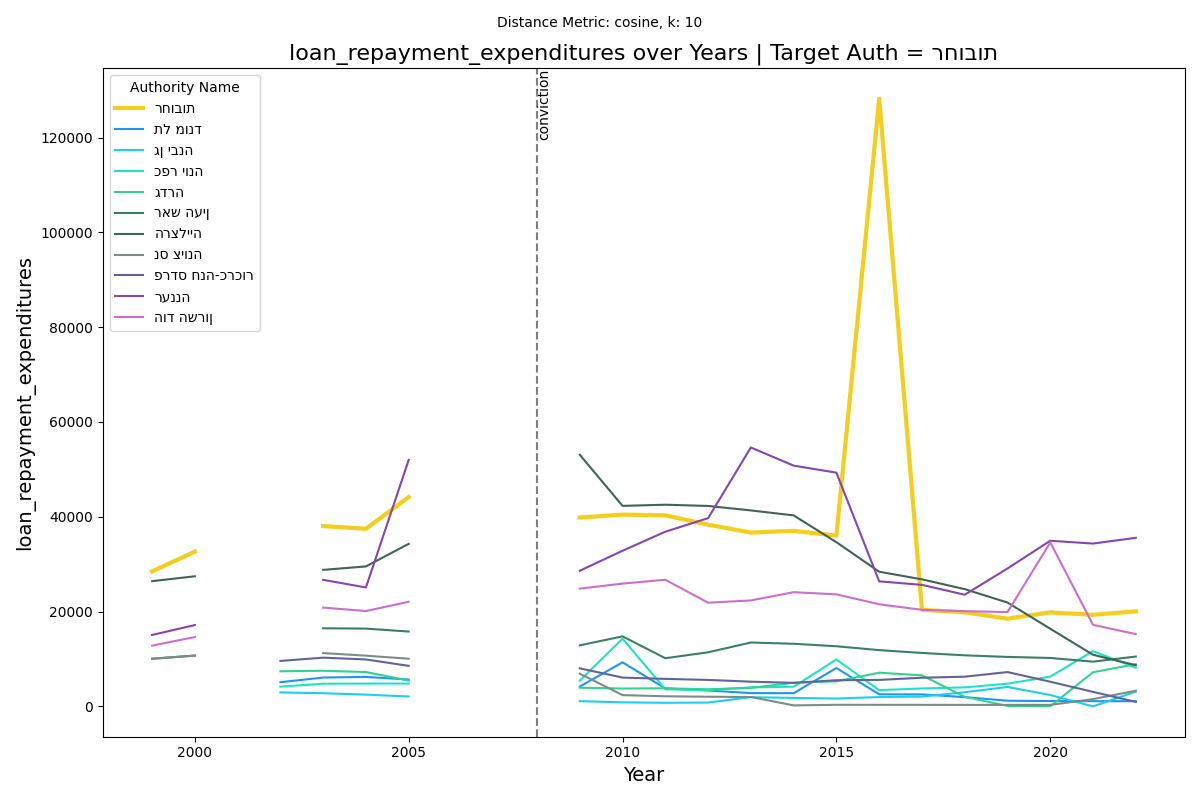 Distance Metric: cosine, k: 10
loan_repayment_expenditures over Years | Target Auth = רחובות
conviction
Authority Name
רחובות
תל מונד
גן יבנה
כפר יונה
גדרה
ראש העין
הרצלייה
נס ציונה
פרדס חנה-כרכור
רעננה
הוד השרון
loan_repayment_expenditures
120000
100000
80000
60000
40000
20000
0
2000
2005
2010
2015
2020
Year